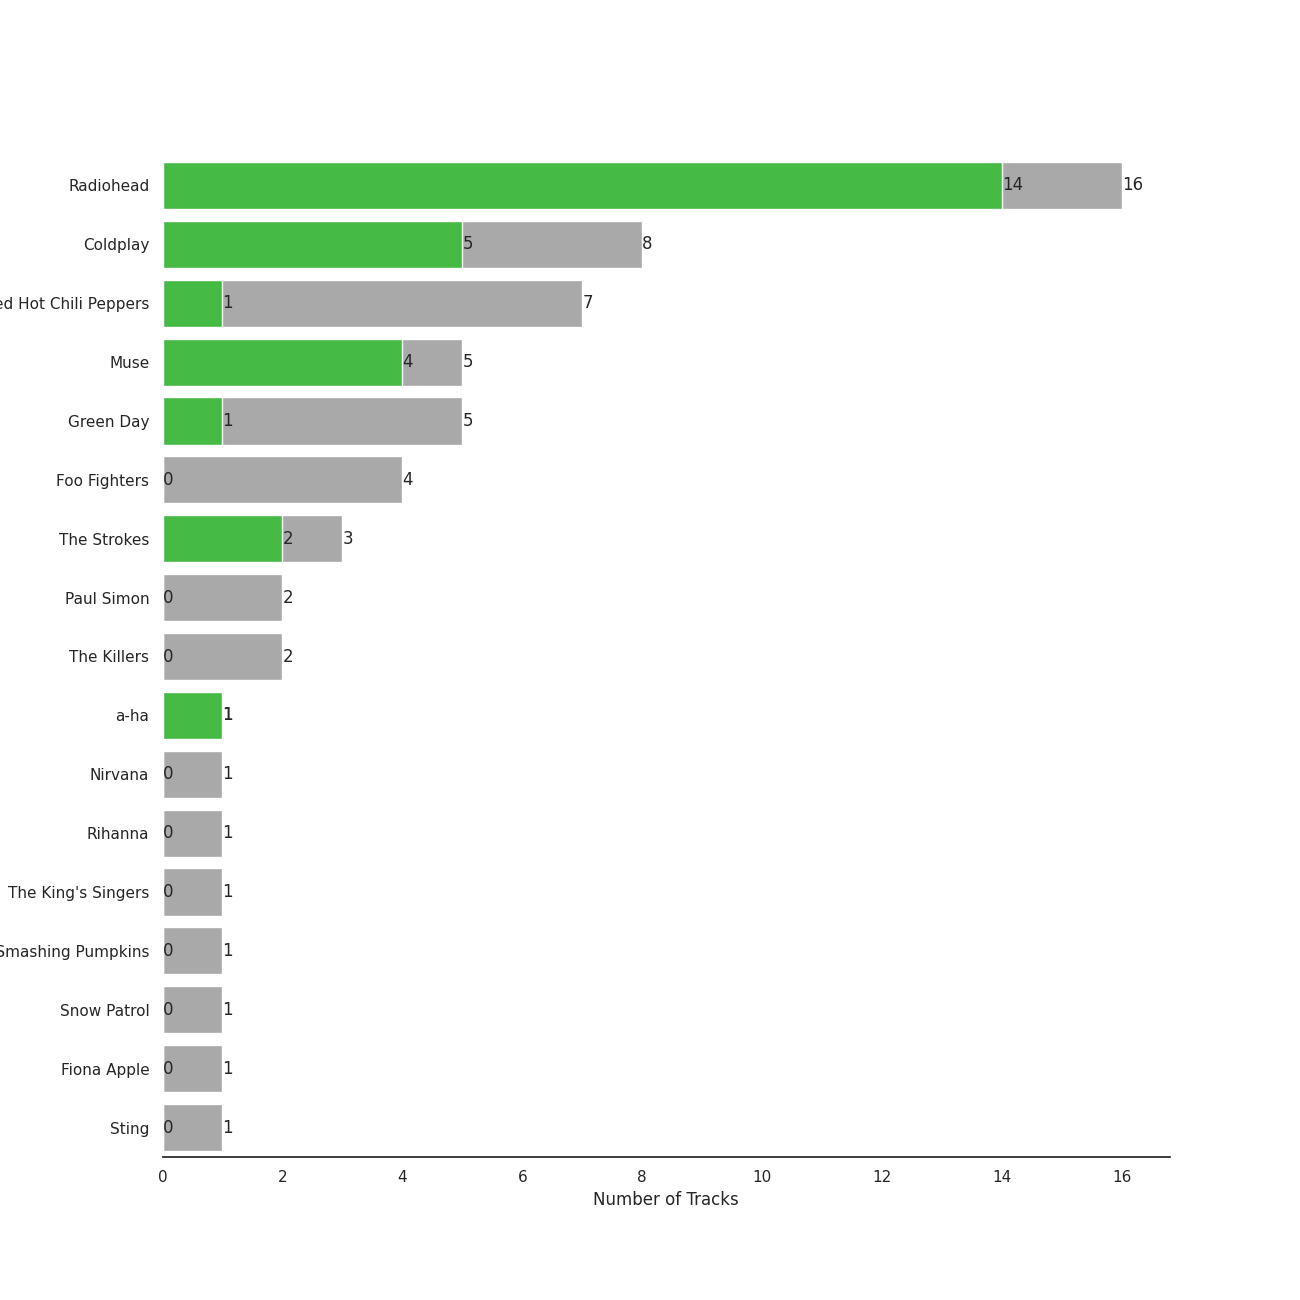 Radiohead 14 16
Coldplay 5 8
ed Hot Chili Peppers 1 7
Muse 4 5
Green Day 1 5
Foo Fighters 0 4
The Strokes 2 3
Paul Simon 0 2
The Killers 0 2
a-ha 1
Nirvana 0 1
Rihanna 0 1
The King's Singers 0 1
Smashing Pumpkins 0 1
Snow Patrol 0 1
Fiona Apple 0 1
Sting 0 1
0 2 4 6 8 10 12 14 16
Number of Tracks